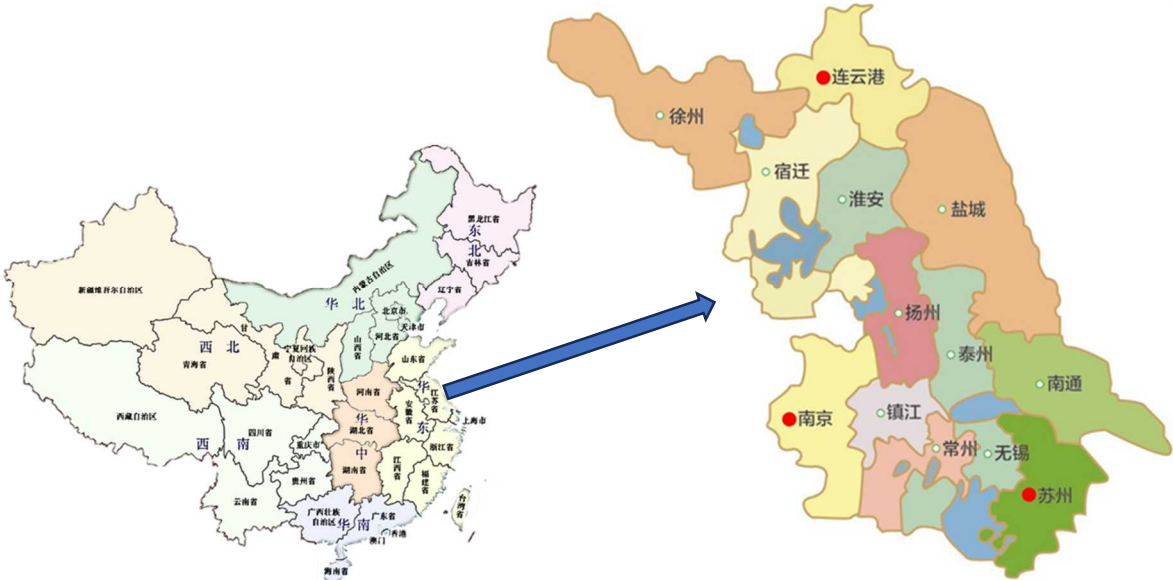 黑龙江省
东
北
吉林省
辽宁省
内蒙古自治区
华 北
北京市
天津市
河北省
山西省
山东省
新疆维吾尔自治区
甘
肃
省
西 北
青海省
宁夏回族
自治区
陕西省
河南省
华
中
湖北省
湖南省
华
东
江苏省
安徽省
上海市
浙江省
江西省
福建省
台湾省
西藏自治区
西 南
四川省
重庆市
贵州省
云南省
广西壮族
自治区
华南
广东省
香港
澳门
海南省
连云港
徐州
宿迁
淮安
盐城
扬州
泰州
南通
南京
镇江
常州
无锡
苏州